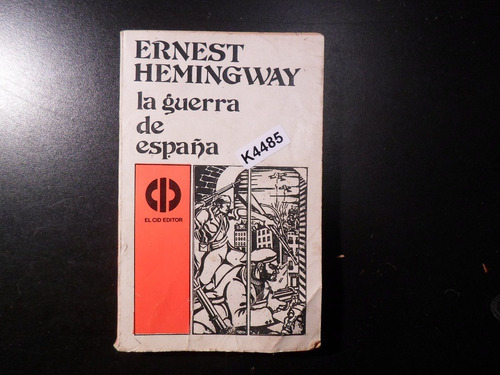 ERNEST
HEMINGWAY
la guerra
de
españa
K4485
EL CID EDITOR